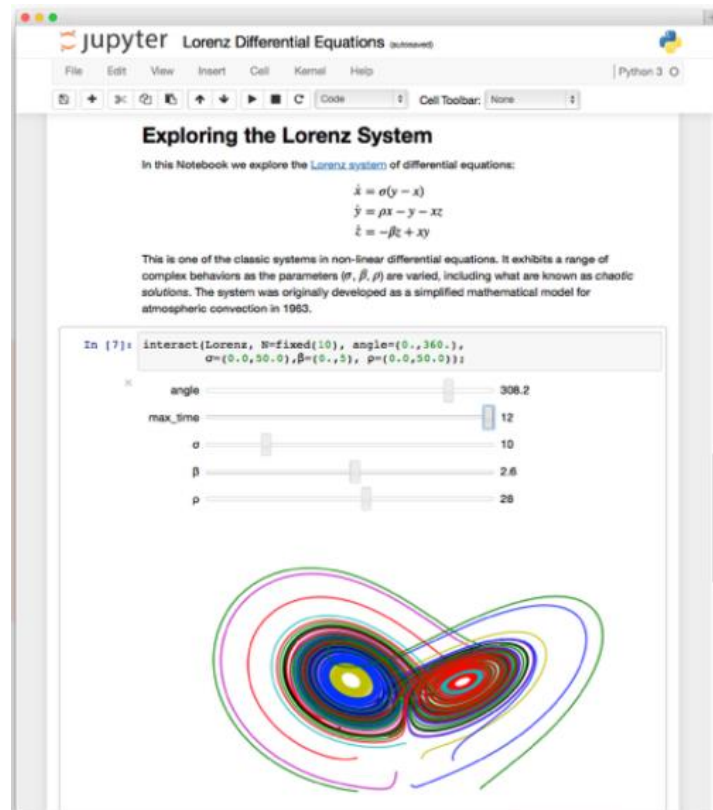 jupyter Lorenz Differential Equations (autosaved)
File Edit View Insert Cell Kernel Help Python 3
Code Cell Toolbar: None
Exploring the Lorenz System
In this Notebook we explore the Lorenz system of differential equations:
ẋ = σ(y − x)
ẏ = ρx − y − xz
ż = −βz + xy
This is one of the classic systems in non-linear differential equations. It exhibits a range of
complex behaviors as the parameters (σ, β, ρ) are varied, including what are known as chaotic
solutions. The system was originally developed as a simplified mathematical model for
atmospheric convection in 1963.
In [7]: interact(Lorenz, N=fixed(10), angle=(0.,360.),
σ=(0.0,50.0),β=(0.,5), ρ=(0.0,50.0));
angle 308.2
max_time 12
σ 10
β 2.6
ρ 28